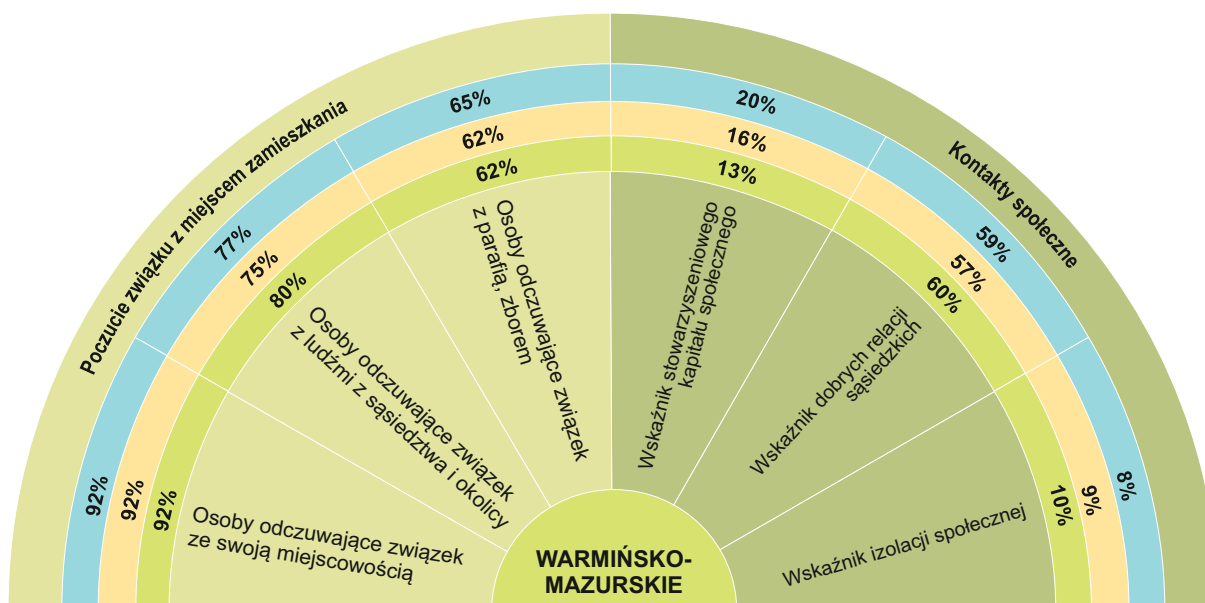 Poczucie związku z miejscem zamieszkania
Kontakty społeczne
92%
92%
92%
Osoby odczuwające związek
ze swoją miejscowością
77%
75%
80%
Osoby odczuwające związek
z ludźmi z sąsiedztwa i okolicy
65%
62%
62%
Osoby odczuwające związek
z parafią, zborem
20%
16%
13%
Wskaźnik stowarzyszeniowego
kapitału społecznego
59%
57%
60%
Wskaźnik dobrych relacji
sąsiedzkich
8%
9%
10%
Wskaźnik izolacji społecznej
WARMIŃSKO-
MAZURSKIE